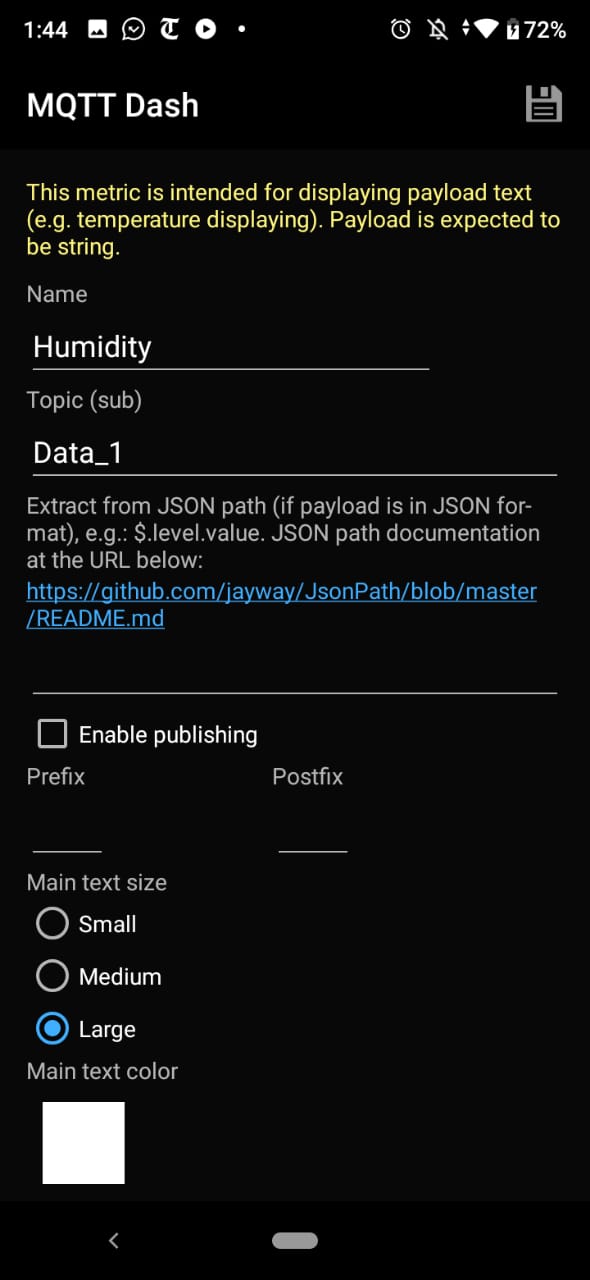 1:44
72%
MQTT Dash
This metric is intended for displaying payload text
(e.g. temperature displaying). Payload is expected to
be string.
Name
Humidity
Topic (sub)
Data_1
Extract from JSON path (if payload is in JSON for-
mat), e.g.: $.level.value. JSON path documentation
at the URL below:
https://github.com/jayway/JsonPath/blob/master
/README.md
Enable publishing
Prefix Postfix
Main text size
Small
Medium
Large
Main text color